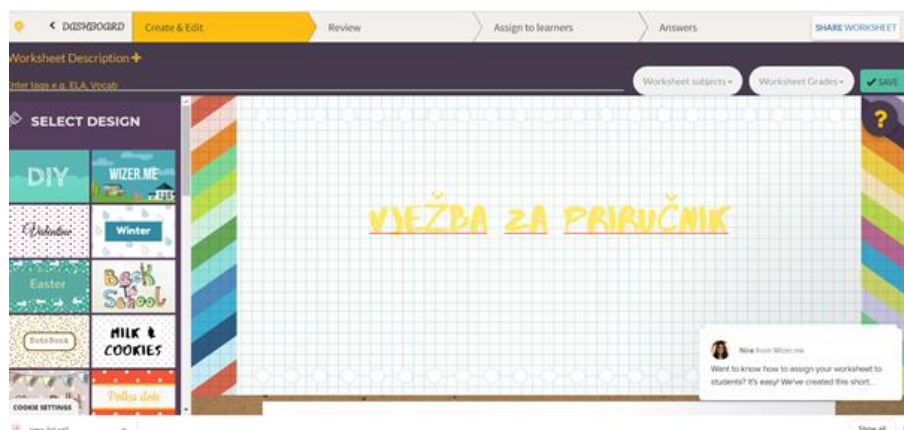 < DASHBOARD Create & Edit Review Assign to learners Answers SHARE WORKSHEET
Worksheet Description +
Enter tags e.g. ELA, Vocab Worksheet subjects Worksheet Grades SAVE
SELECT DESIGN ?
DIY WIZER.ME
Valentine Winter
Easter Back to School
NoteBook MILK & COOKIES
Polka dots
VJEŽBA ZA PRIRUČNIK
Nira from Wizer.me
Want to know how to assign your worksheet to
students? It's easy! We've created this short...
COOKIE SETTINGS
Show all